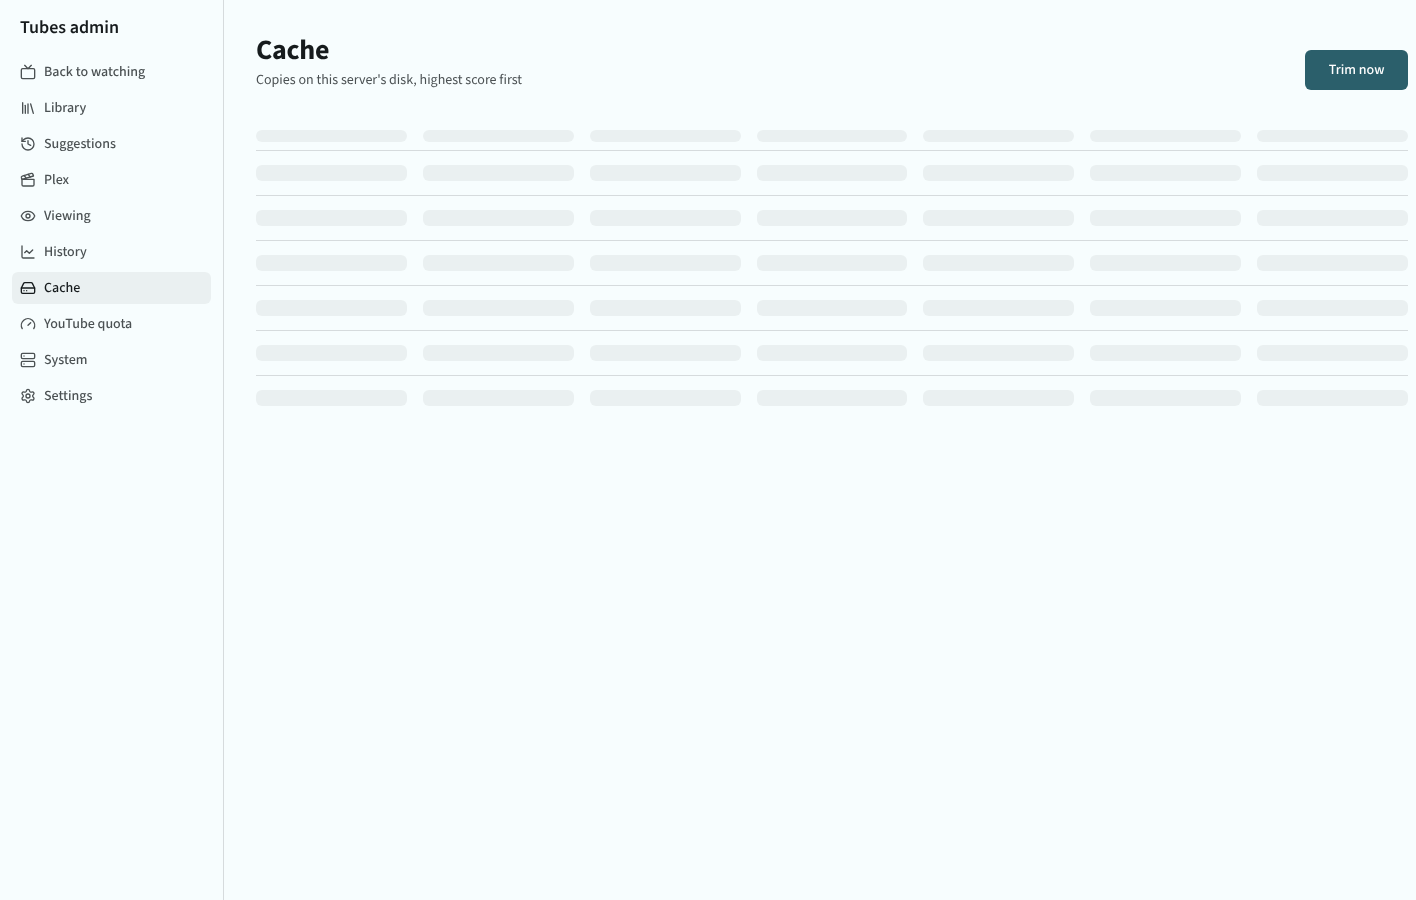 Tubes admin
Back to watching
Library
Suggestions
Plex
Viewing
History
Cache
YouTube quota
System
Settings
Cache
Copies on this server's disk, highest score first
Trim now